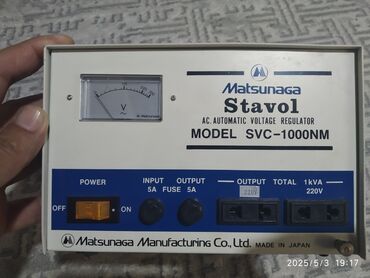 Matsunaga
Stavol
AC. AUTOMATIC VOLTAGE REGULATOR
MODEL SVC-1000NM
V
POWER
OFF
ON
INPUT OUTPUT
5A FUSE 5A
OUTPUT TOTAL 1kVA
220V
220V
Matsunaga Manufacturing Co., Ltd. MADE IN JAPAN
2025/5/3 19:17